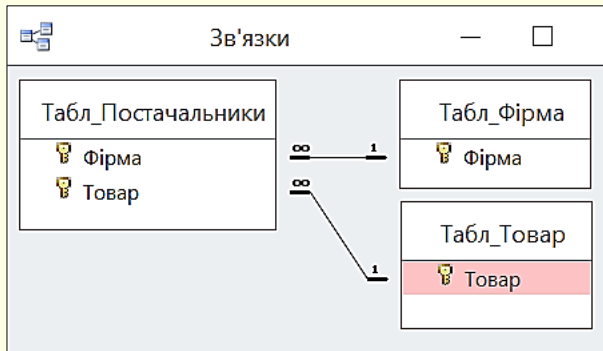 Зв'язки
Табл_Постачальники
Фірма
Товар
∞ 1
∞ 1
Табл_Фірма
Фірма
Табл_Товар
Товар